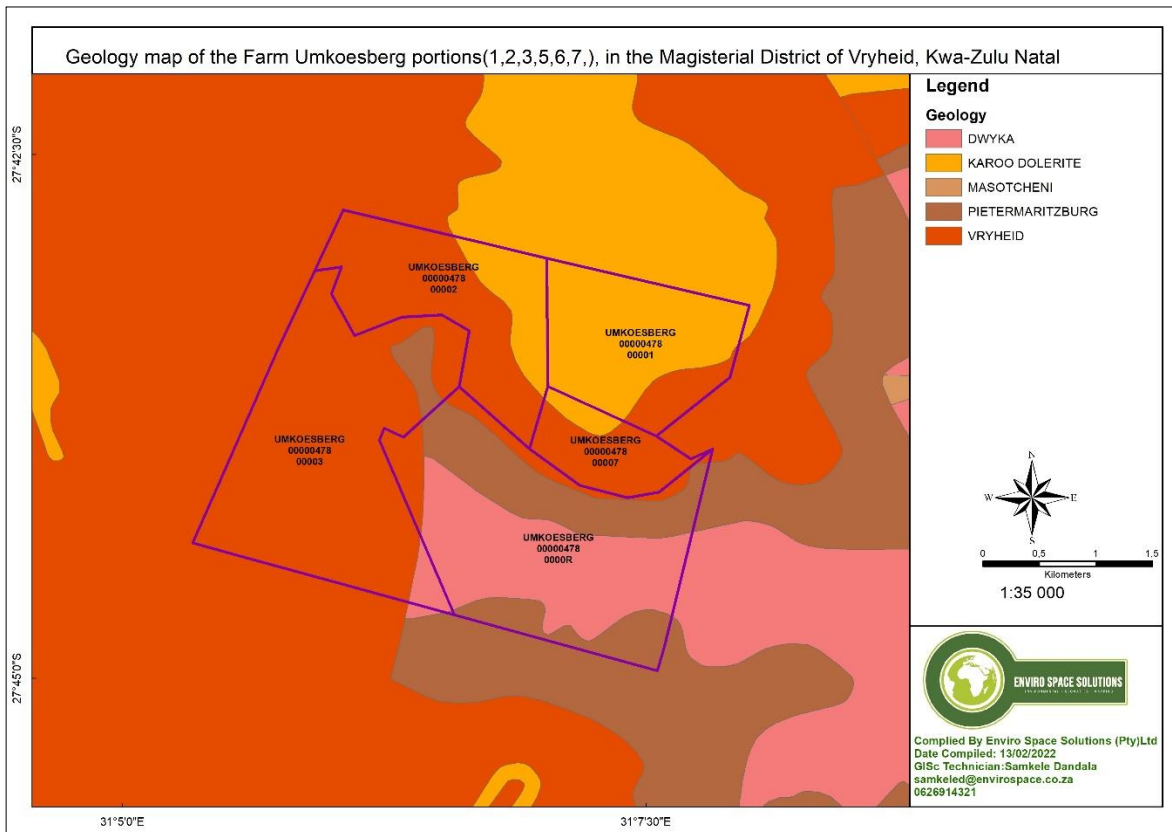 Geology map of the Farm Umkoesberg portions(1,2,3,5,6,7,), in the Magisterial District of Vryheid, Kwa-Zulu Natal
Legend
Geology
DWYKA
KAROO DOLERITE
MASOTCHENI
PIETERMARITZBURG
VRYHEID
27°42'30"S
27°45'0"S
UMKOESBERG
00000478
00002
UMKOESBERG
00000478
00001
UMKOESBERG
00000478
00003
UMKOESBERG
00000478
00007
UMKOESBERG
00000478
0000R
N
W
E
S
0 0,5 1 1,5
Kilometers
1:35 000
ENVIRO SPACE SOLUTIONS
Complied By Enviro Space Solutions (Pty)Ltd
Date Compiled: 13/02/2022
GISc Technician:Samkele Dandala
samkeled@envirospace.co.za
0626914321
31°5'0"E
31°7'30"E